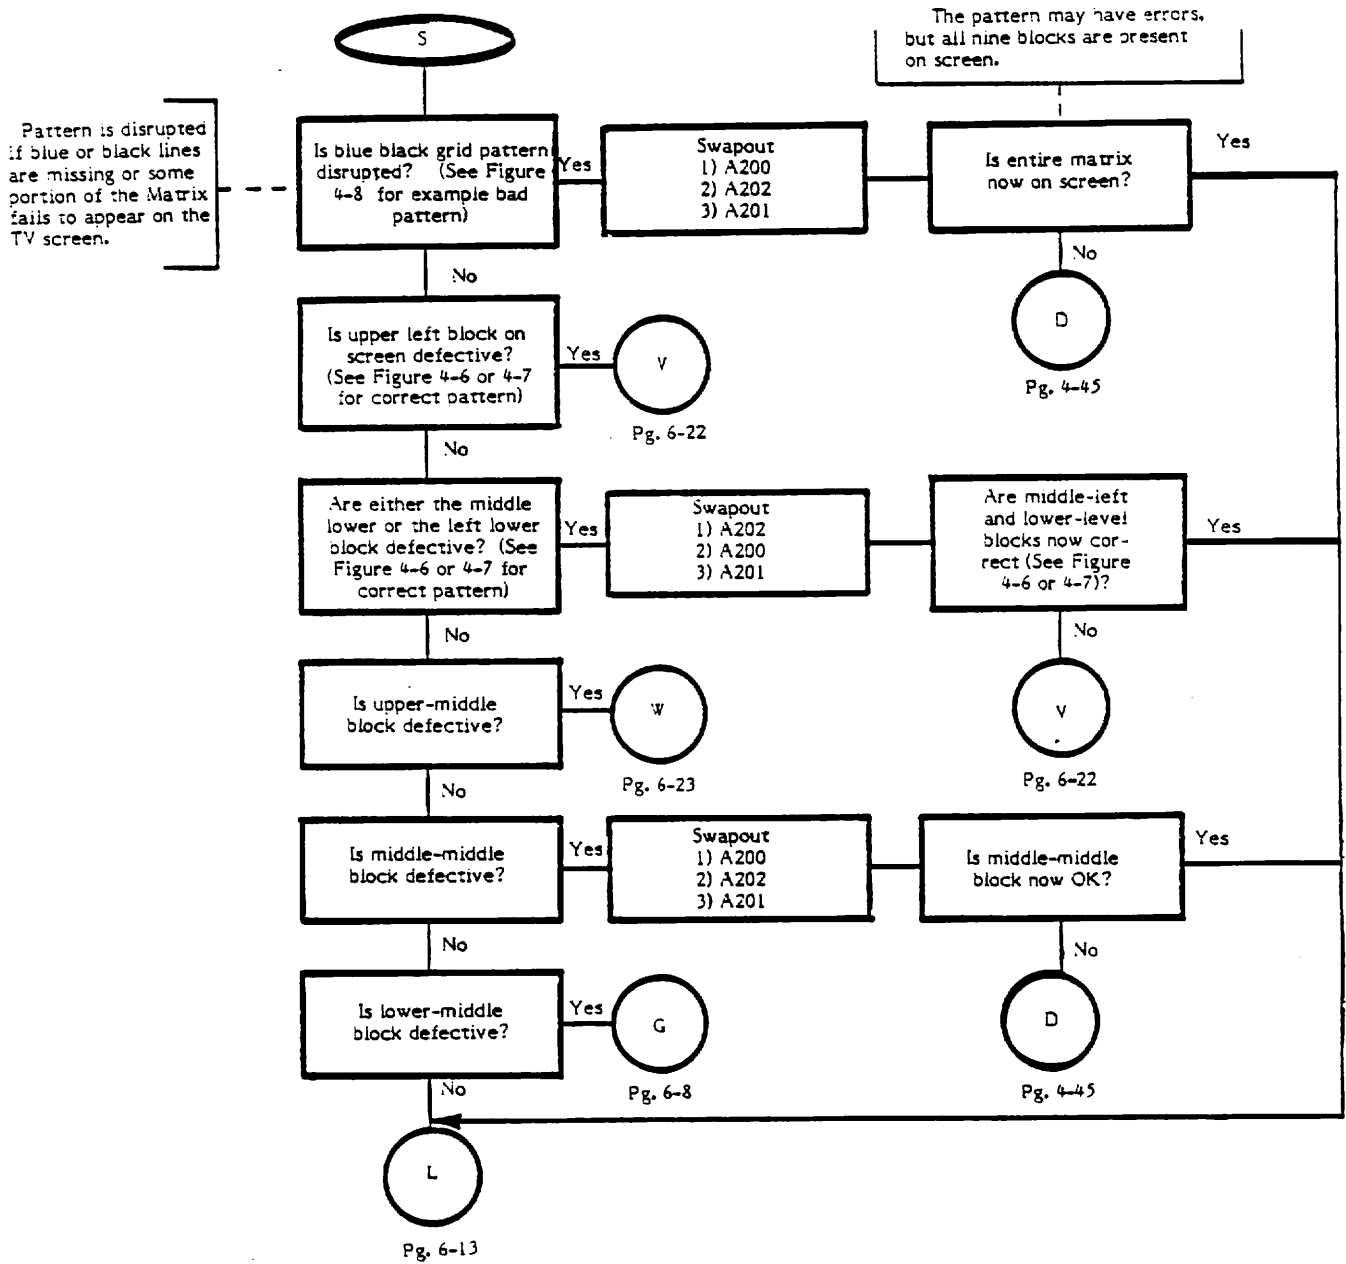 S
The pattern may have errors,
but all nine blocks are present
on screen.
Pattern is disrupted
if blue or black lines
are missing or some
portion of the Matrix
fails to appear on the
TV screen.
Is blue black grid pattern
disrupted? (See Figure
4-8 for example bad
pattern)
Yes
Swapout
1) A200
2) A202
3) A201
Is entire matrix
now on screen?
Yes
No
D
Pg. 4-45
No
Is upper left block on
screen defective?
(See Figure 4-6 or 4-7
for correct pattern)
Yes
V
Pg. 6-22
No
Are either the middle
lower or the left lower
block defective? (See
Figure 4-6 or 4-7 for
correct pattern)
Yes
Swapout
1) A202
2) A200
3) A201
Are middle-left
and lower-level
blocks now cor-
rect (See Figure
4-6 or 4-7)?
Yes
No
V
Pg. 6-22
No
Is upper-middle
block defective?
Yes
W
Pg. 6-23
No
Is middle-middle
block defective?
Yes
Swapout
1) A200
2) A202
3) A201
Is middle-middle
block now OK?
Yes
No
D
Pg. 4-45
No
Is lower-middle
block defective?
Yes
G
Pg. 6-8
No
L
Pg. 6-13